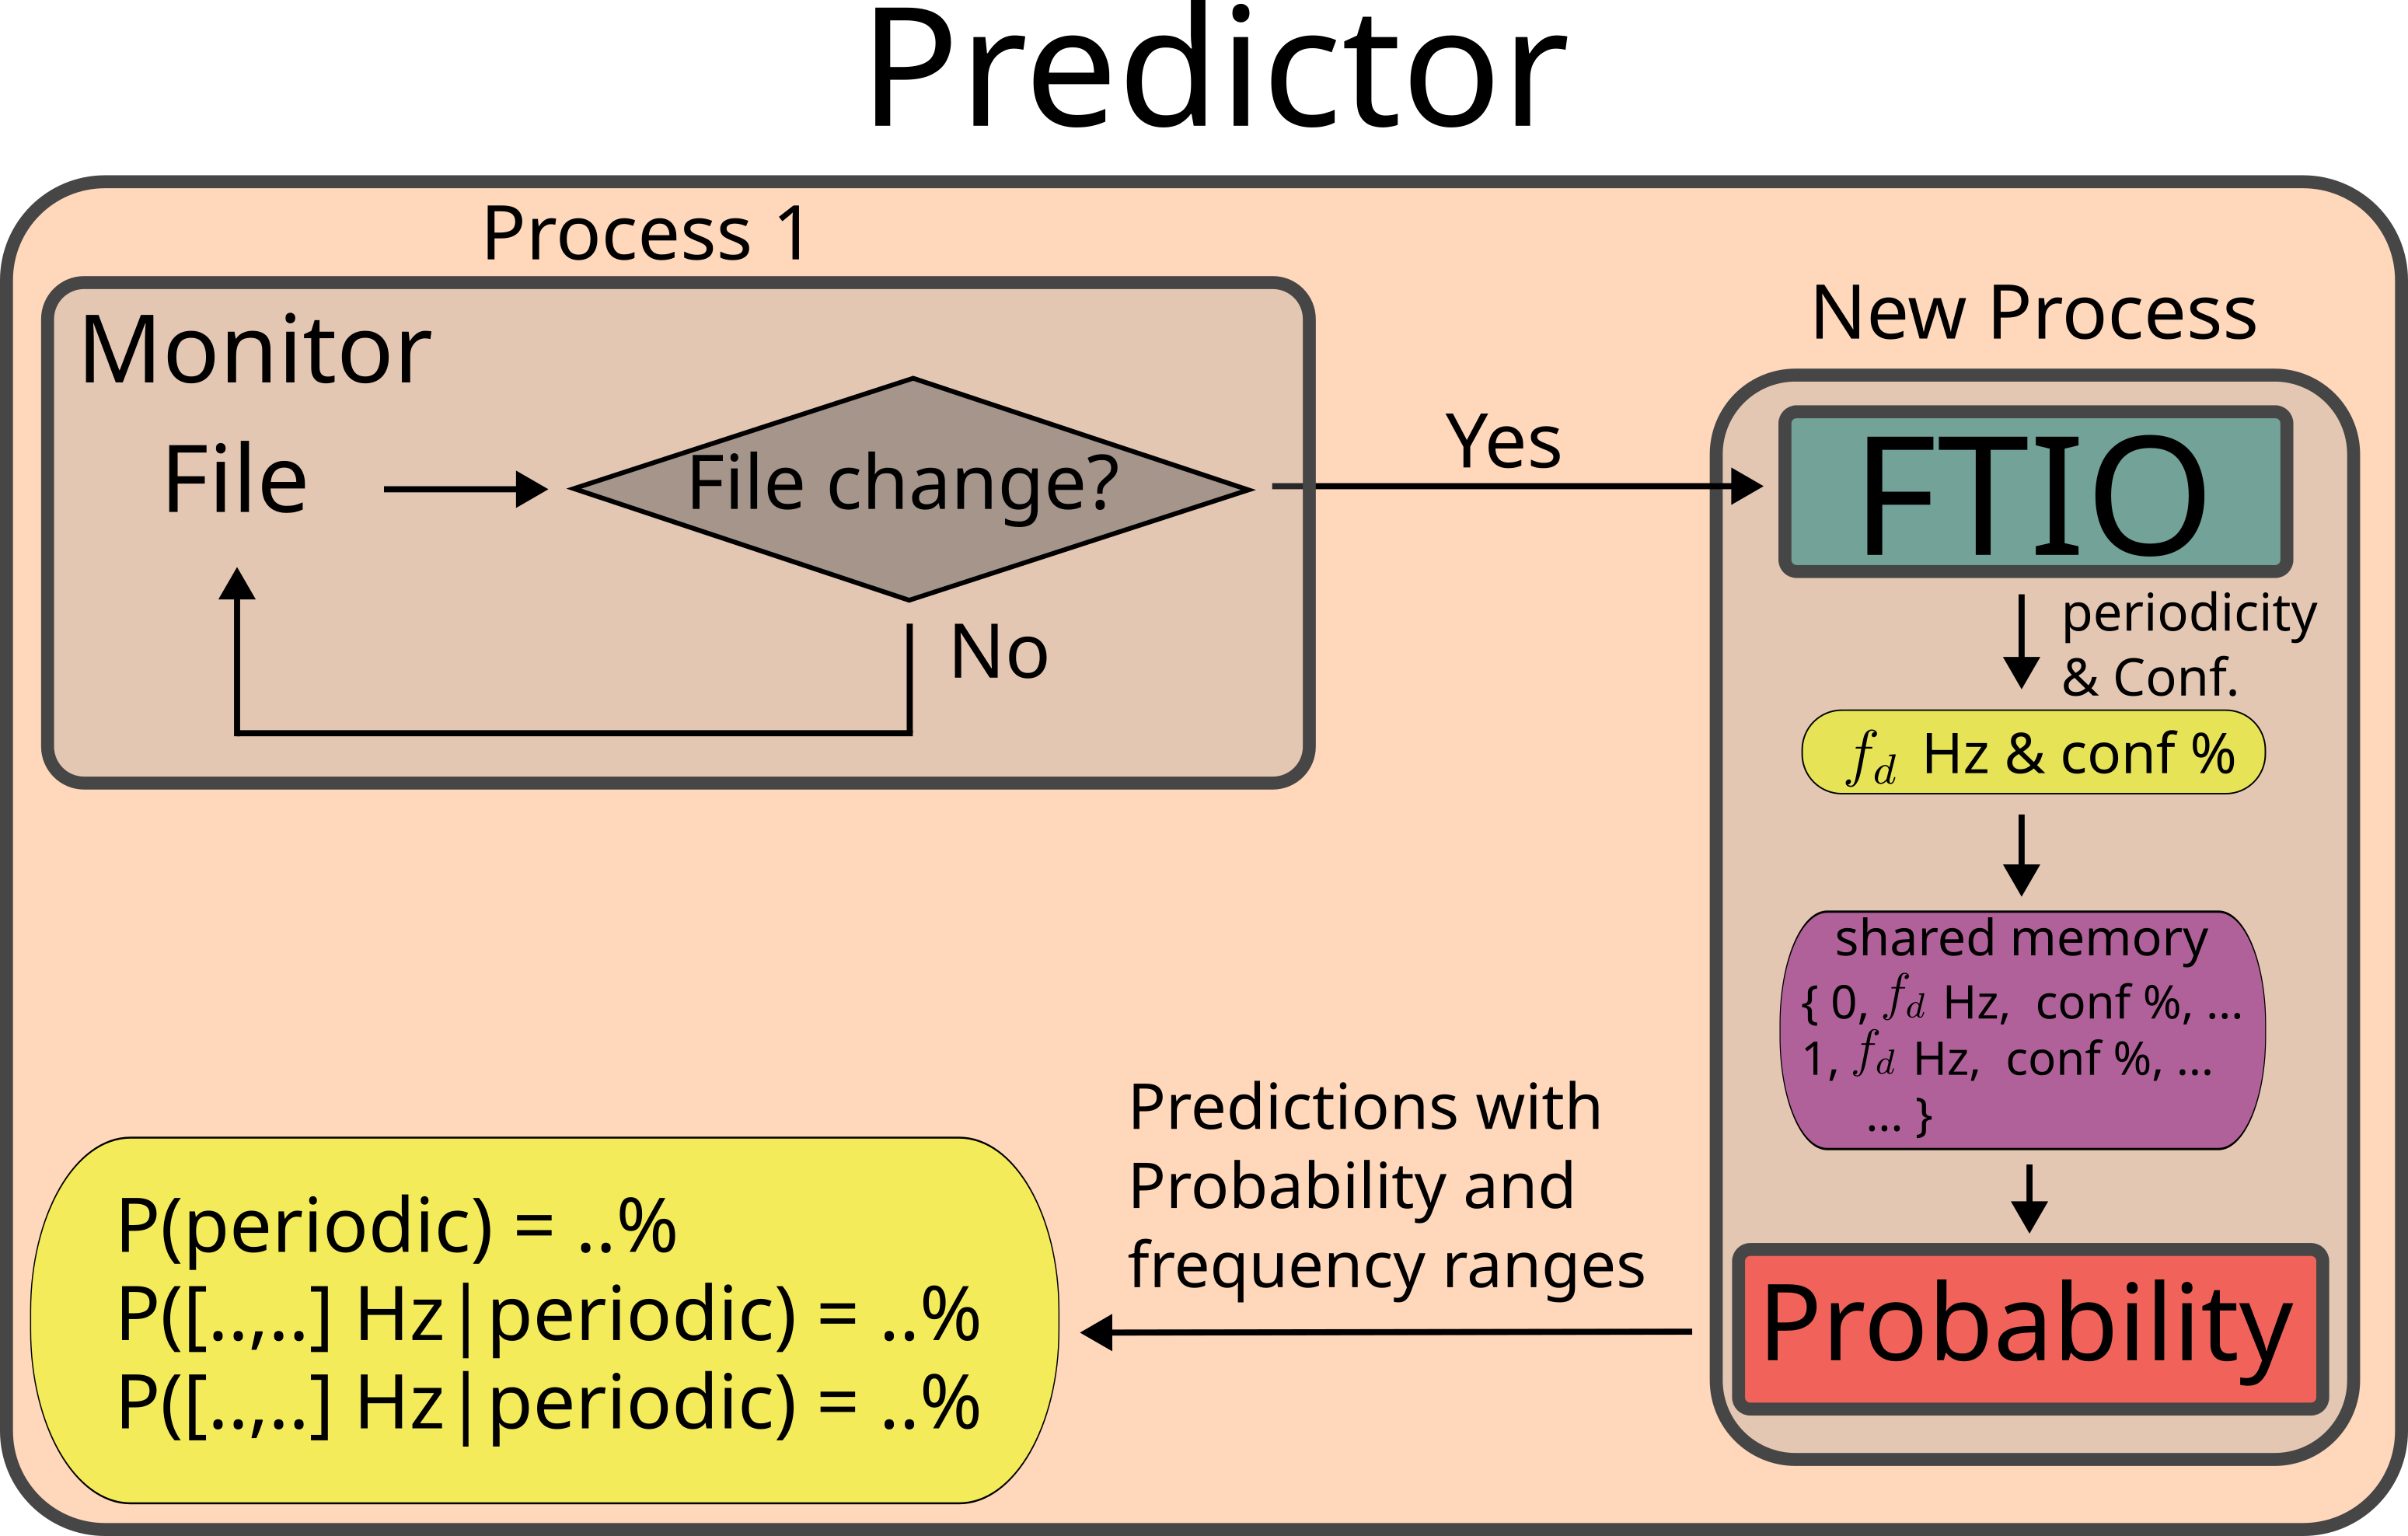 Predictor
Process 1
Monitor
File
File change?
No
Yes
New Process
FTIO
periodicity
& Conf.
f_d Hz & conf %
shared memory
{ 0, f_d Hz, conf %, ...
1, f_d Hz, conf %, ...
... }
Probability
Predictions with
Probability and
frequency ranges
P(periodic) = ..%
P([..,..] Hz|periodic) = ..%
P([..,..] Hz|periodic) = ..%